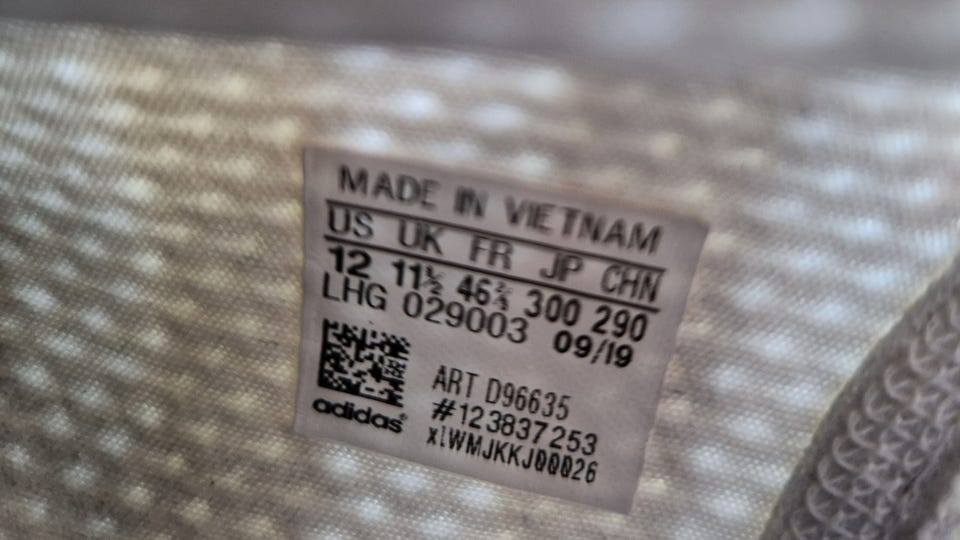 MADE IN VIETNAM
US UK FR JP CHN
12 11½ 46⅔ 300 290
LHG 029003 09/19
ART D96635
#123837253
adidas®
x1WMJKKJ00026